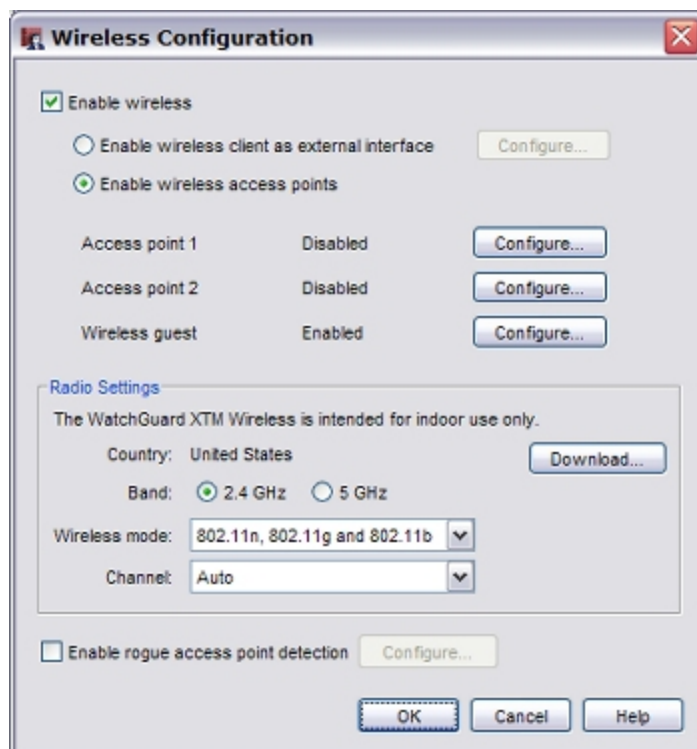 Wireless Configuration
Enable wireless
Enable wireless client as external interface Configure...
Enable wireless access points
Access point 1 Disabled Configure...
Access point 2 Disabled Configure...
Wireless guest Enabled Configure...
Radio Settings
The WatchGuard XTM Wireless is intended for indoor use only.
Country: United States Download...
Band: 2.4 GHz 5 GHz
Wireless mode: 802.11n, 802.11g and 802.11b
Channel: Auto
Enable rogue access point detection Configure...
OK Cancel Help